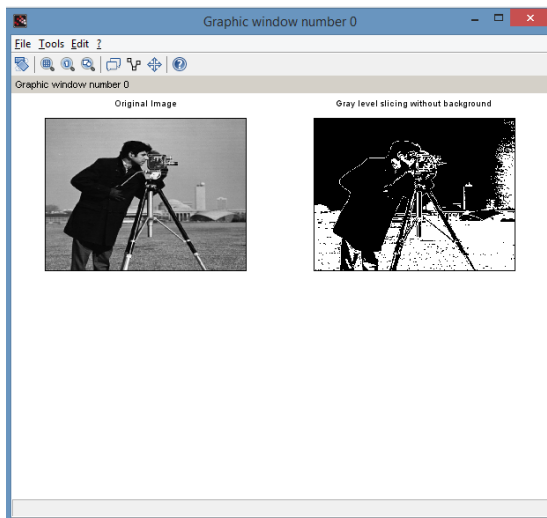 Graphic window number 0
File Tools Edit ?
Graphic window number 0
Original Image
Gray level slicing without background